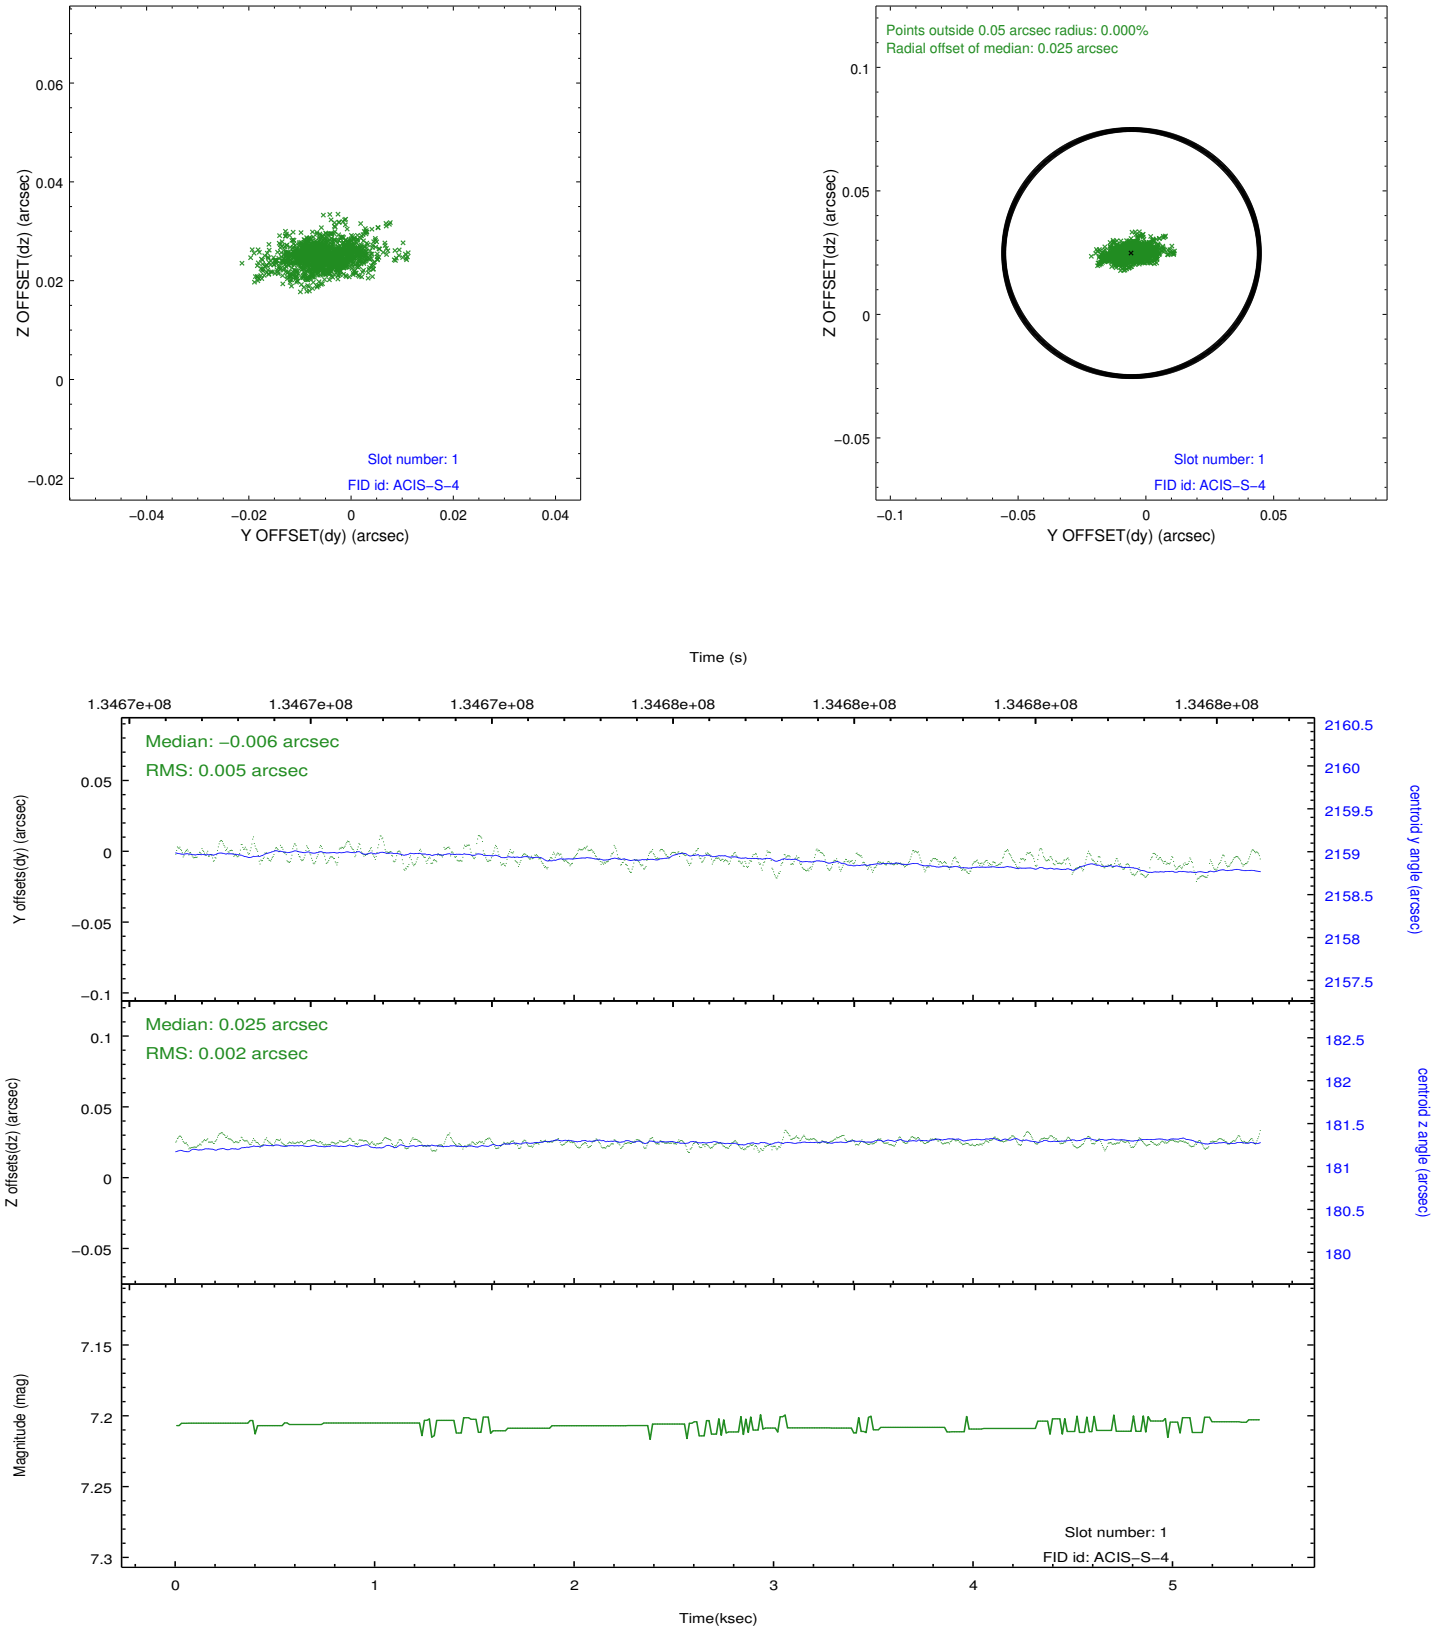 0.06
0.04
0.02
0
−0.02
Z OFFSET(dz) (arcsec)
Slot number: 1
FID id: ACIS−S−4
−0.04
−0.02
0
0.02
0.04
Y OFFSET(dy) (arcsec)
Points outside 0.05 arcsec radius: 0.000%
Radial offset of median: 0.025 arcsec
0.1
0.05
0
−0.05
Z OFFSET(dz) (arcsec)
Slot number: 1
FID id: ACIS−S−4
−0.1
−0.05
0
0.05
Y OFFSET(dy) (arcsec)
Time (s)
1.3467e+08
1.3467e+08
1.3467e+08
1.3468e+08
1.3468e+08
1.3468e+08
1.3468e+08
Median: −0.006 arcsec
RMS: 0.005 arcsec
0.05
0
−0.05
−0.1
Y offsets(dy) (arcsec)
2160.5
2160
2159.5
2159
2158.5
2158
2157.5
centroid y angle (arcsec)
Median: 0.025 arcsec
RMS: 0.002 arcsec
0.1
0.05
0
−0.05
Z offsets(dz) (arcsec)
182.5
182
181.5
181
180.5
180
centroid z angle (arcsec)
7.15
7.2
7.25
7.3
Magnitude (mag)
Slot number: 1
FID id: ACIS−S−4
0
1
2
3
4
5
Time(ksec)